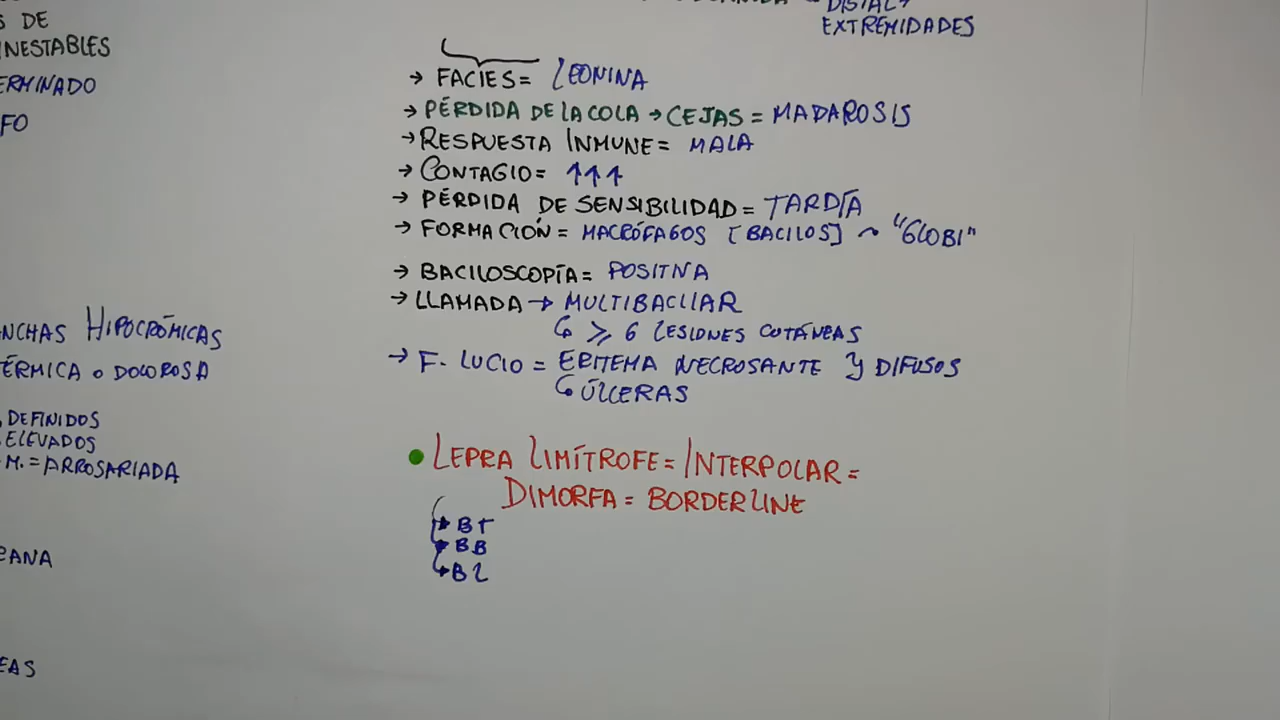 S DE
INESTABLES
ERMINADO
FO
NCHAS HIPOCRÓMICAS
ÉRMICA O DOLOROSA
DEFINIDOS
ELEVADOS
M. = ARROSARIADA
CANA
EAS
DISTAL
EXTREMIDADES
→ FACIES = LEONINA
→ PÉRDIDA DE LA COLA → CEJAS = MADAROSIS
→ RESPUESTA INMUNE = MALA
→ CONTAGIO = ↑↑↑
→ PÉRDIDA DE SENSIBILIDAD = TARDÍA
→ FORMACIÓN = MACRÓFAGOS [BACILOS] ~ "GLOBI"
→ BACILOSCOPÍA = POSITIVA
→ LLAMADA → MULTIBACILAR
↳ ≥ 6 LESIONES CUTÁNEAS
→ F. LUCIO = ERITEMA NECROSANTE Y DIFUSOS
↳ ÚLCERAS
• LEPRA LIMÍTROFE = INTERPOLAR =
DIMORFA = BORDERLINE
→ BT
→ BB
→ BL